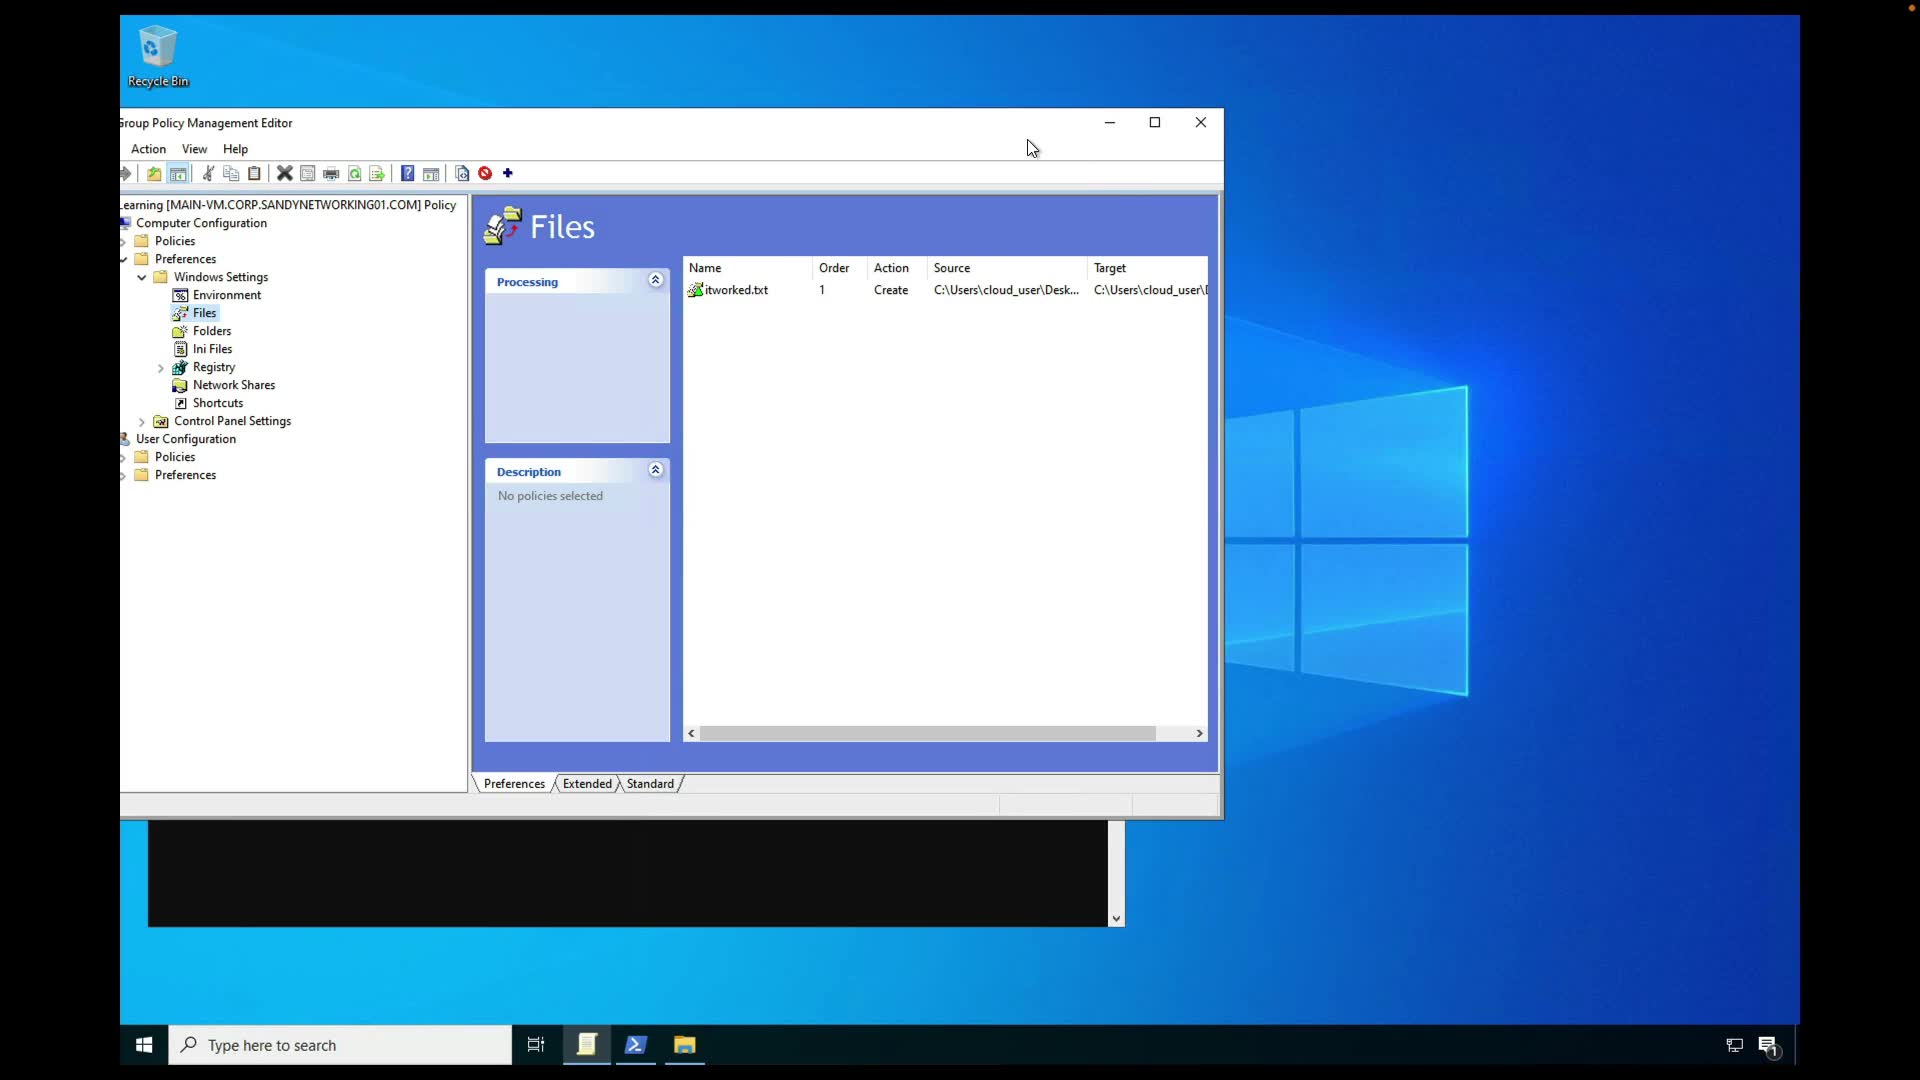 Recycle Bin
Group Policy Management Editor
Action View Help
Learning [MAIN-VM.CORP.SANDYNETWORKING01.COM] Policy
Computer Configuration
Policies
Preferences
Windows Settings
Environment
Files
Folders
Ini Files
Registry
Network Shares
Shortcuts
Control Panel Settings
User Configuration
Policies
Preferences
Files
Processing
Description
No policies selected
Name Order Action Source Target
itworked.txt 1 Create C:\Users\cloud_user\Desk... C:\Users\cloud_user\
Preferences Extended Standard
Type here to search
1